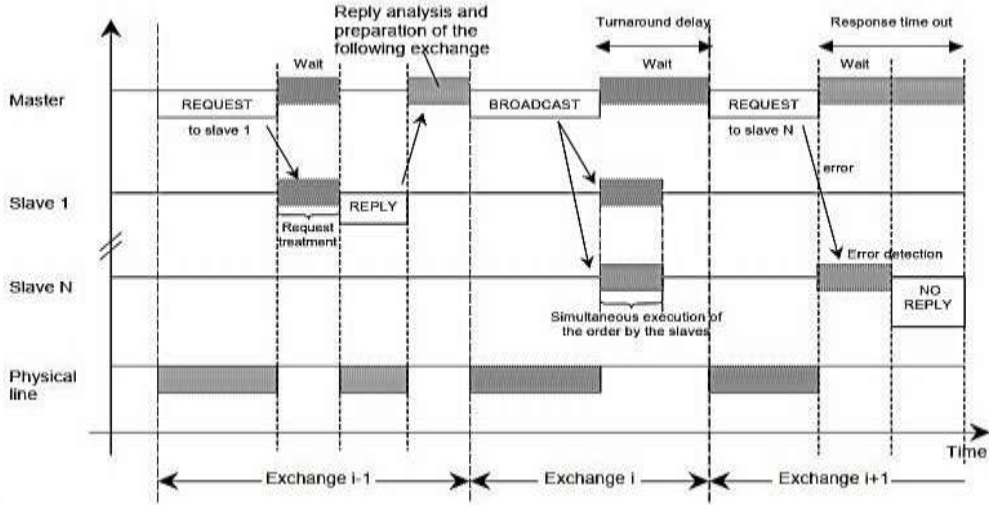 Reply analysis and
preparation of the
following exchange
Turnaround delay
Response time out
Wait
Wait
Wait
Master
REQUEST
BROADCAST
REQUEST
to slave 1
to slave N
error
Slave 1
REPLY
Request
treatment
Error detection
Slave N
NO
REPLY
Simultaneous execution of
the order by the slaves
Physical
line
Time
Exchange i-1
Exchange i
Exchange i+1